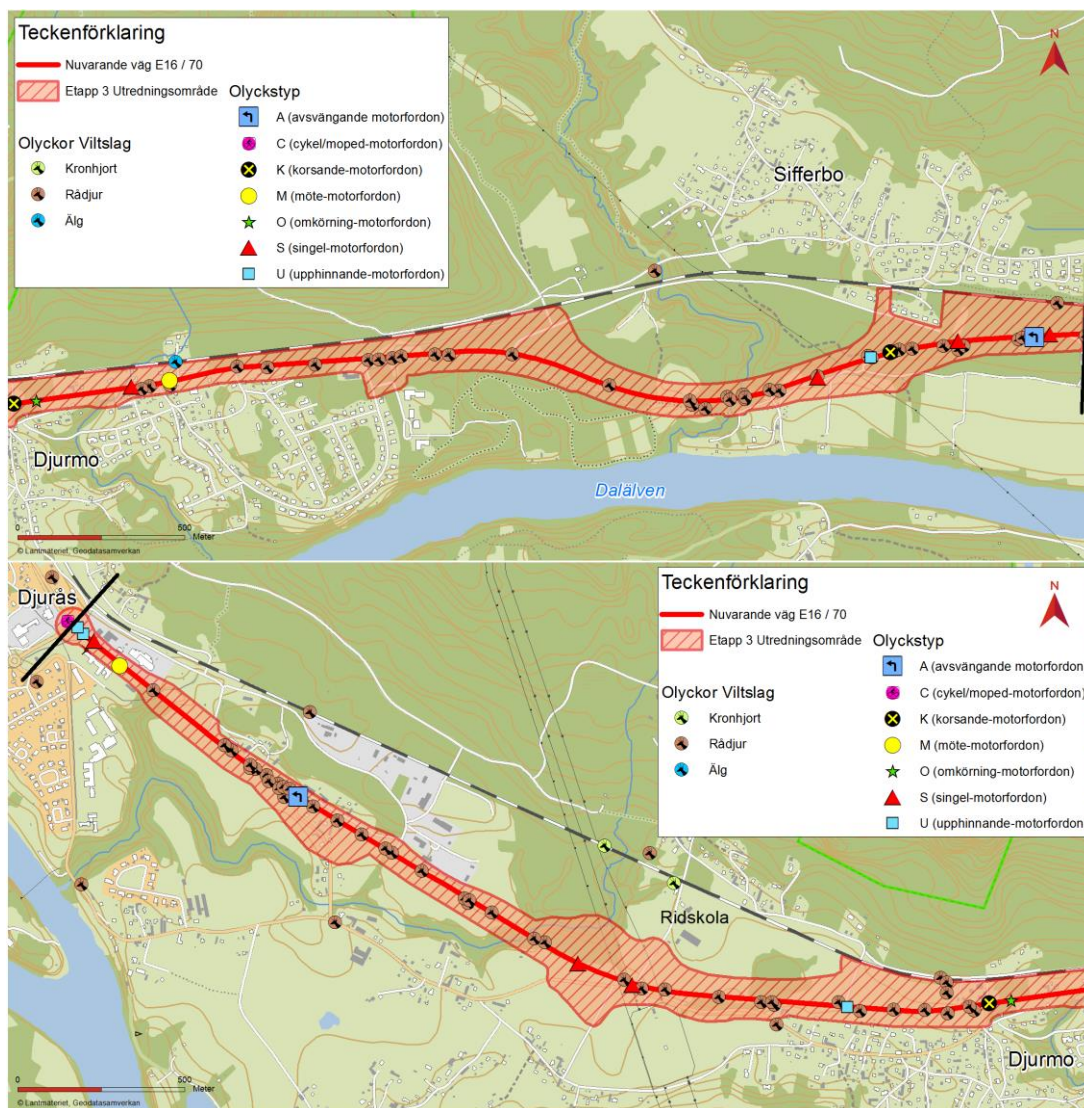 Teckenförklaring
Nuvarande väg E16 / 70
Etapp 3 Utredningsområde
Olyckor Viltslag
Kronhjort
Rådjur
Älg
Olyckstyp
A (avsvängande motorfordon)
C (cykel/moped-motorfordon)
K (korsande-motorfordon)
M (möte-motorfordon)
O (omkörning-motorfordon)
S (singel-motorfordon)
U (upphinnande-motorfordon)
N
Sifferbo
Djurmo
Dalälven
0 500
Meter
© Lantmäteriet, Geodatasamverkan
Djurås
Teckenförklaring
Nuvarande väg E16 / 70
Etapp 3 Utredningsområde
Olyckor Viltslag
Kronhjort
Rådjur
Älg
Olyckstyp
A (avsvängande motorfordon
C (cykel/moped-motorfordon)
K (korsande-motorfordon)
M (möte-motorfordon)
O (omkörning-motorfordon)
S (singel-motorfordon)
U (upphinnande-motorfordon
N
Ridskola
Djurmo
0 500
Meter
© Lantmäteriet, Geodatasamverkan